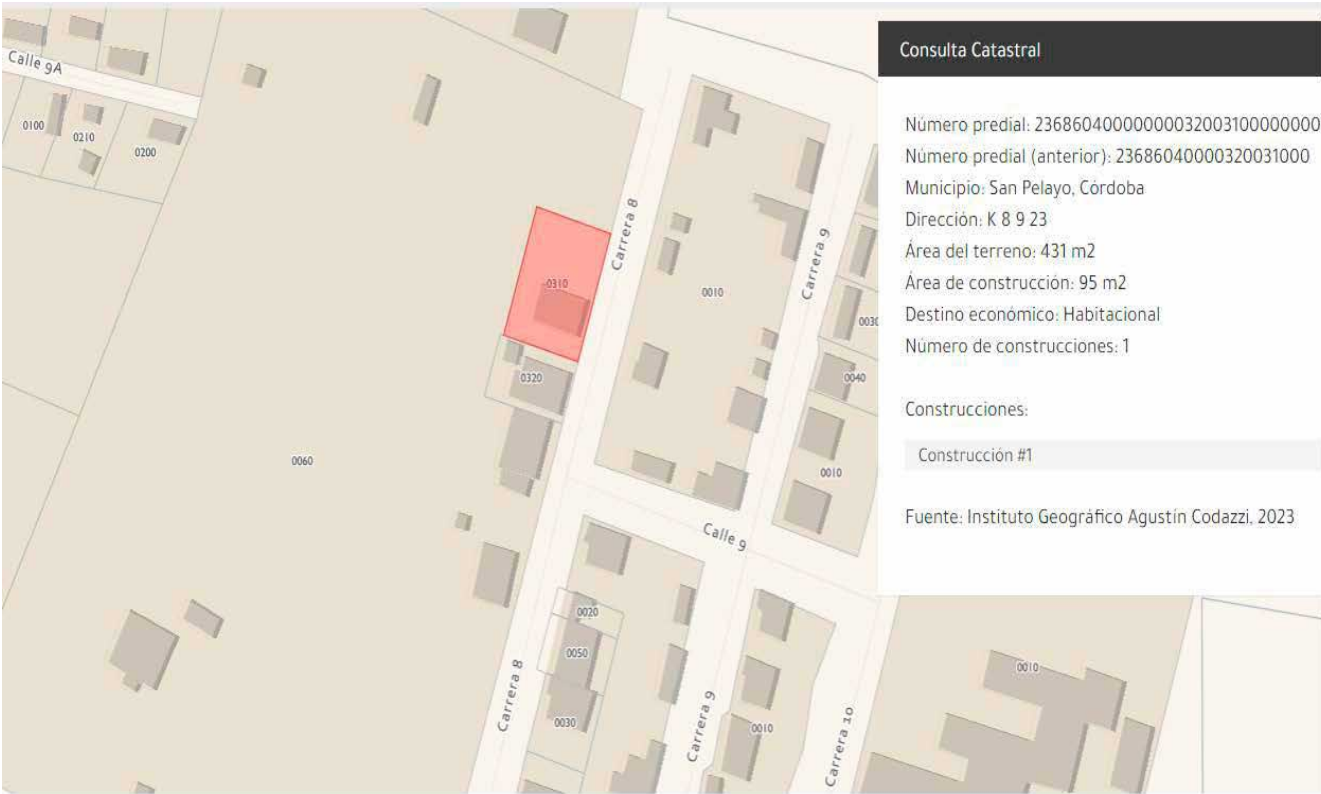 Consulta Catastral
Número predial: 236860400000000320031000000000
Número predial (anterior): 23686040000320031000
Municipio: San Pelayo, Córdoba
Dirección: K 8 9 23
Área del terreno: 431 m2
Área de construcción: 95 m2
Destino económico: Habitacional
Número de construcciones: 1
Construcciones:
Construcción #1
Fuente: Instituto Geográfico Agustín Codazzi, 2023
Calle 9A
0100
0210
0200
Carrera 8
Carrera 9
0310
0010
0030
0320
0040
0060
0010
Calle 9
0020
0050
0010
Carrera 8
0030
Carrera 9
0010
Carrera 10